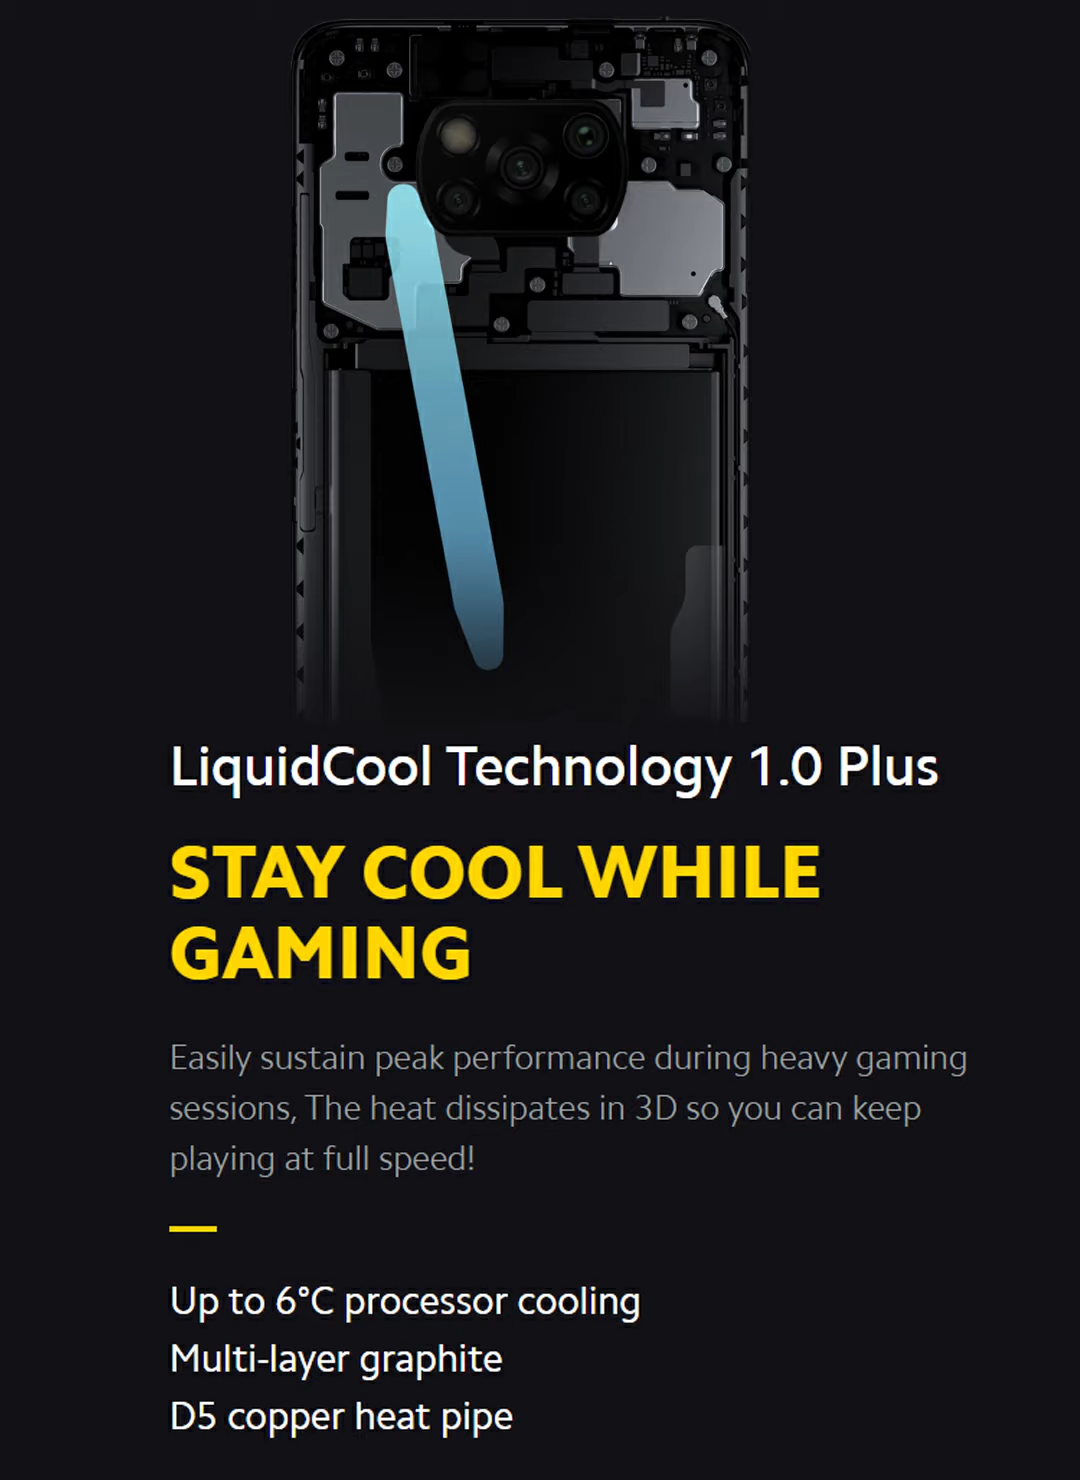 LiquidCool Technology 1.0 Plus
STAY COOL WHILE
GAMING
Easily sustain peak performance during heavy gaming
sessions, The heat dissipates in 3D so you can keep
playing at full speed!
Up to 6°C processor cooling
Multi-layer graphite
D5 copper heat pipe